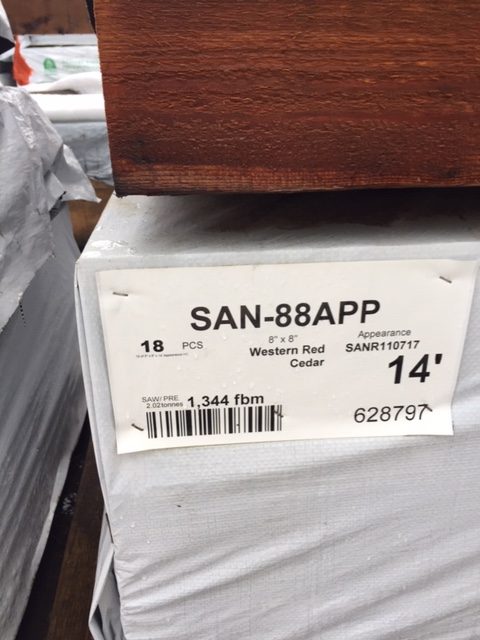 SAN-88APP
18 PCS
8" x 8"
Western Red
Cedar
Appearance
SANR110717
14'
SAW/ PRE
2.02tonnes 1,344 fbm
628797